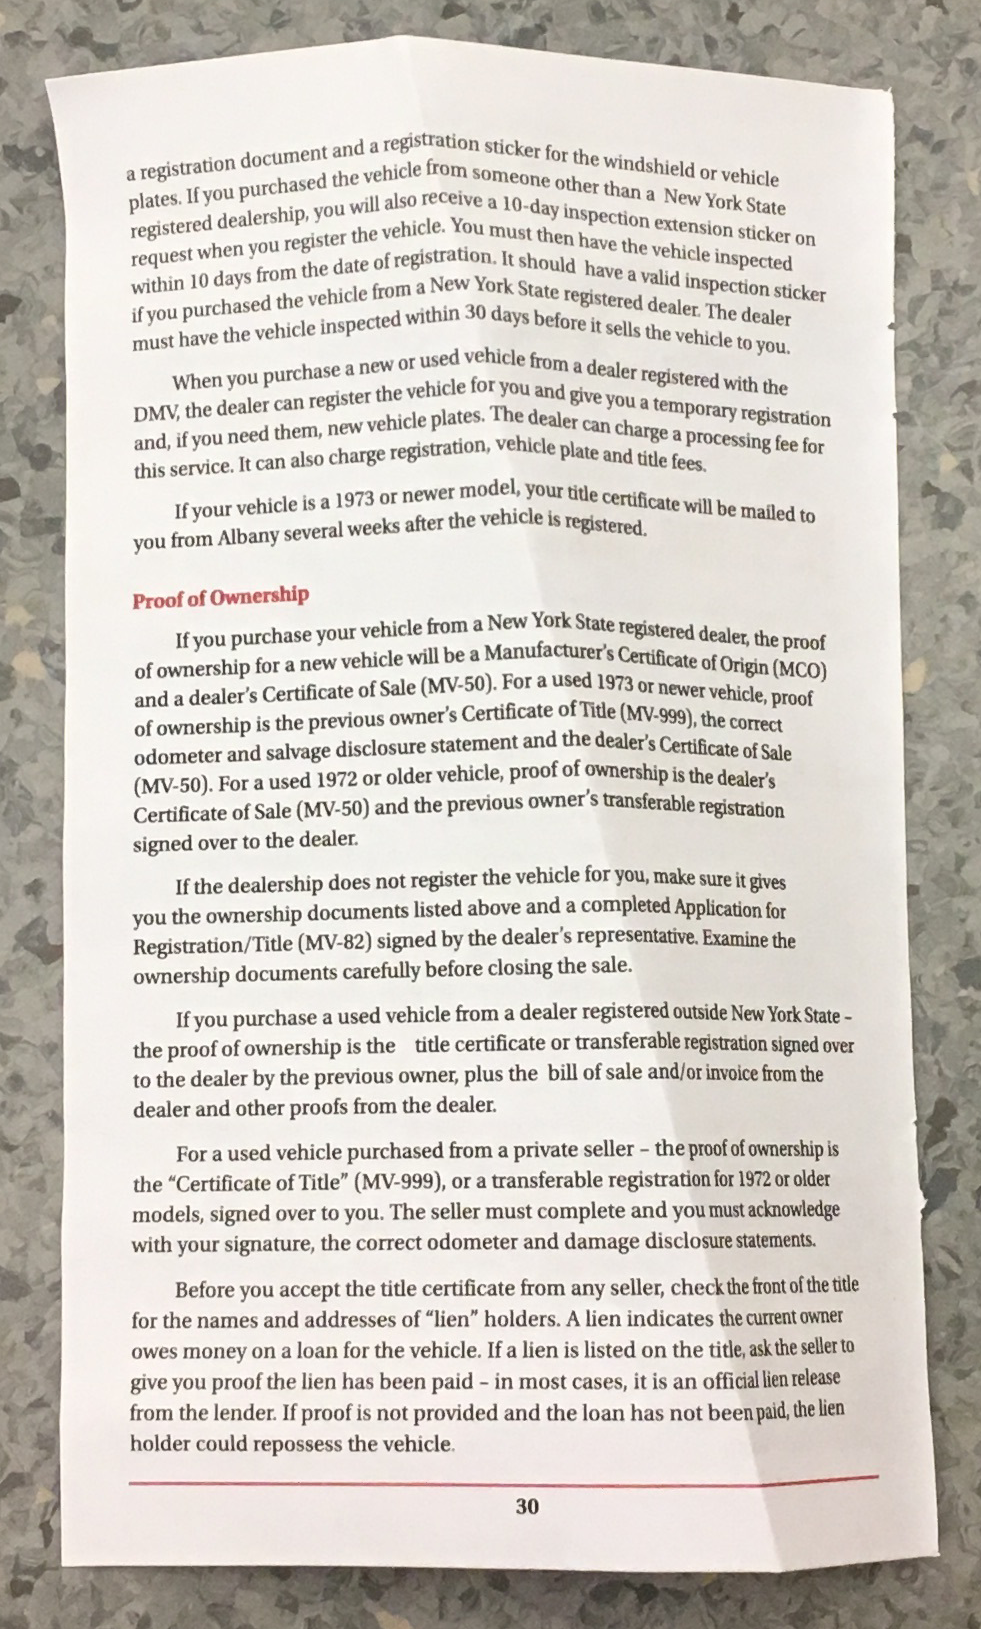 a registration document and a registration sticker for the windshield or vehicle
plates. If you purchased the vehicle from someone other than a New York State
registered dealership, you will also receive a 10-day inspection extension sticker on
request when you register the vehicle. You must then have the vehicle inspected
within 10 days from the date of registration. It should have a valid inspection sticker
if you purchased the vehicle from a New York State registered dealer. The dealer
must have the vehicle inspected within 30 days before it sells the vehicle to you.
When you purchase a new or used vehicle from a dealer registered with the
DMV, the dealer can register the vehicle for you and give you a temporary registration
and, if you need them, new vehicle plates. The dealer can charge a processing fee for
this service. It can also charge registration, vehicle plate and title fees.
If your vehicle is a 1973 or newer model, your title certificate will be mailed to
you from Albany several weeks after the vehicle is registered.
Proof of Ownership
If you purchase your vehicle from a New York State registered dealer, the proof
of ownership for a new vehicle will be a Manufacturer's Certificate of Origin (MCO)
and a dealer's Certificate of Sale (MV-50). For a used 1973 or newer vehicle, proof
of ownership is the previous owner's Certificate of Title (MV-999), the correct
odometer and salvage disclosure statement and the dealer's Certificate of Sale
(MV-50). For a used 1972 or older vehicle, proof of ownership is the dealer's
Certificate of Sale (MV-50) and the previous owner's transferable registration
signed over to the dealer.
If the dealership does not register the vehicle for you, make sure it gives
you the ownership documents listed above and a completed Application for
Registration/Title (MV-82) signed by the dealer's representative. Examine the
ownership documents carefully before closing the sale.
If you purchase a used vehicle from a dealer registered outside New York State –
the proof of ownership is the title certificate or transferable registration signed over
to the dealer by the previous owner, plus the bill of sale and/or invoice from the
dealer and other proofs from the dealer.
For a used vehicle purchased from a private seller – the proof of ownership is
the “Certificate of Title” (MV-999), or a transferable registration for 1972 or older
models, signed over to you. The seller must complete and you must acknowledge
with your signature, the correct odometer and damage disclosure statements.
Before you accept the title certificate from any seller, check the front of the title
for the names and addresses of “lien” holders. A lien indicates the current owner
owes money on a loan for the vehicle. If a lien is listed on the title, ask the seller to
give you proof the lien has been paid – in most cases, it is an official lien release
from the lender. If proof is not provided and the loan has not been paid, the lien
holder could repossess the vehicle.
30